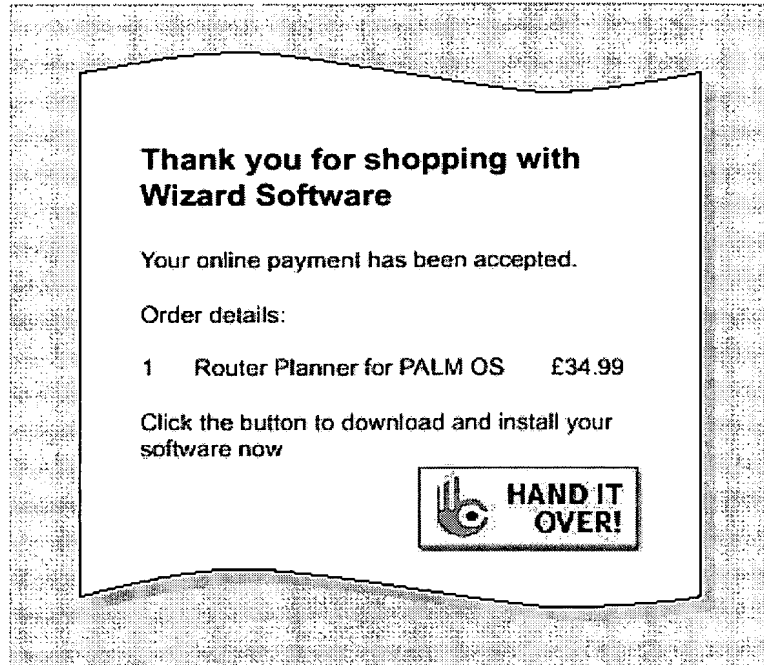 Thank you for shopping with
Wizard Software
Your online payment has been accepted.
Order details:
1 Router Planner for PALM OS £34.99
Click the button to download and install your
software now
HAND IT
OVER!